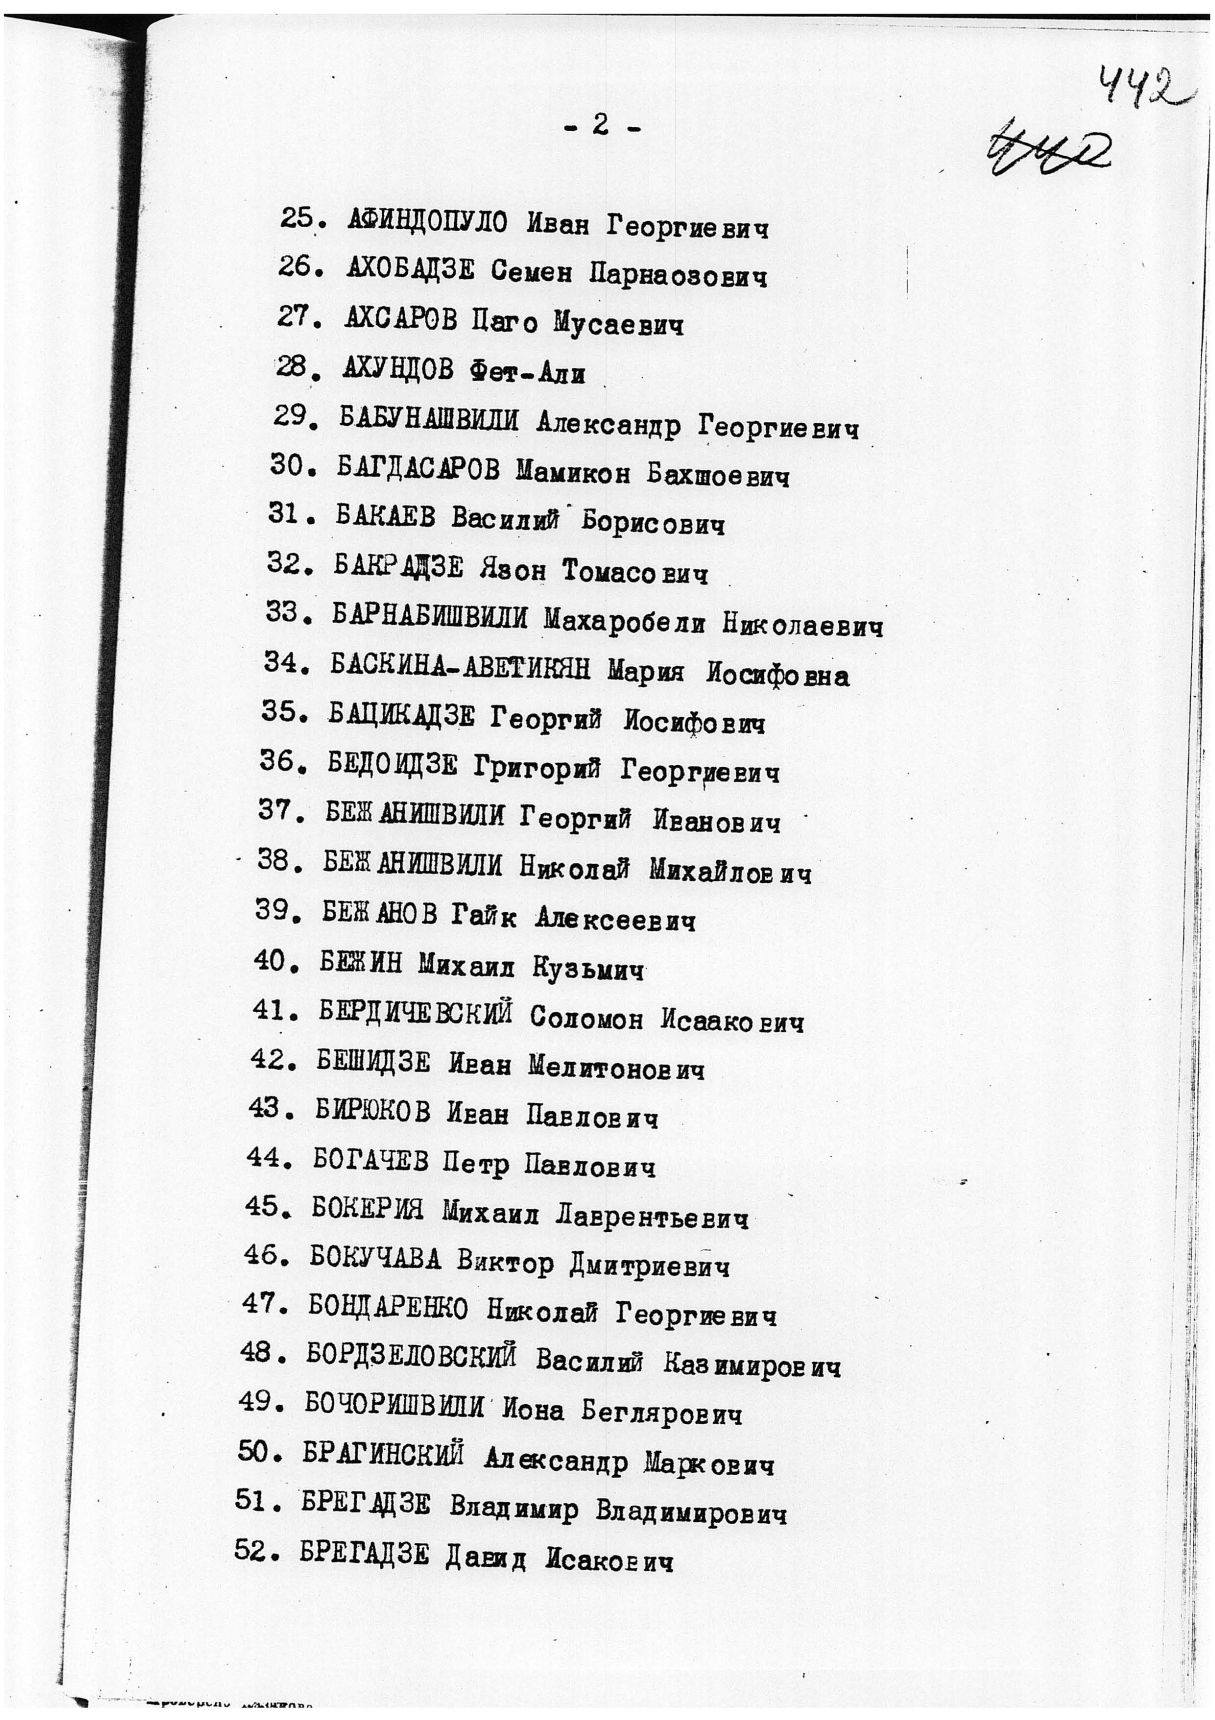 442
442
- 2 -
25. АФИНДОПУЛО Иван Георгиевич
26. АХОБАДЗЕ Семен Парнаозович
27. АХСАРОВ Паго Мусаевич
28. АХУНДОВ Фет-Али
29. БАБУНАШВИЛИ Александр Георгиевич
30. БАГДАСАРОВ Мамикон Бахшоевич
31. БАКАЕВ Василий Борисович
32. БАКРАДЗЕ Язон Томасович
33. БАРНАБИШВИЛИ Махаробели Николаевич
34. БАСКИНА-АВЕТИКЯН Мария Иосифовна
35. БАЦИКАДЗЕ Георгий Иосифович
36. БЕДОИДЗЕ Григорий Георгиевич
37. БЕЖАНИШВИЛИ Георгий Иванович
38. БЕЖАНИШВИЛИ Николай Михайлович
39. БЕЖАНОВ Гайк Алексеевич
40. БЕЖИН Михаил Кузьмич
41. БЕРДИЧЕВСКИЙ Соломон Исаакович
42. БЕШИДЗЕ Иван Мелитонович
43. БИРЮКОВ Иван Павлович
44. БОГАЧЕВ Петр Павлович
45. БОКЕРИЯ Михаил Лаврентьевич
46. БОКУЧАВА Виктор Дмитриевич
47. БОНДАРЕНКО Николай Георгиевич
48. БОРДЗЕЛОВСКИЙ Василий Казимирович
49. БОЧОРИШВИЛИ Иона Беглярович
50. БРАГИНСКИЙ Александр Маркович
51. БРЕГАДЗЕ Владимир Владимирович
52. БРЕГАДЗЕ Давид Исакович